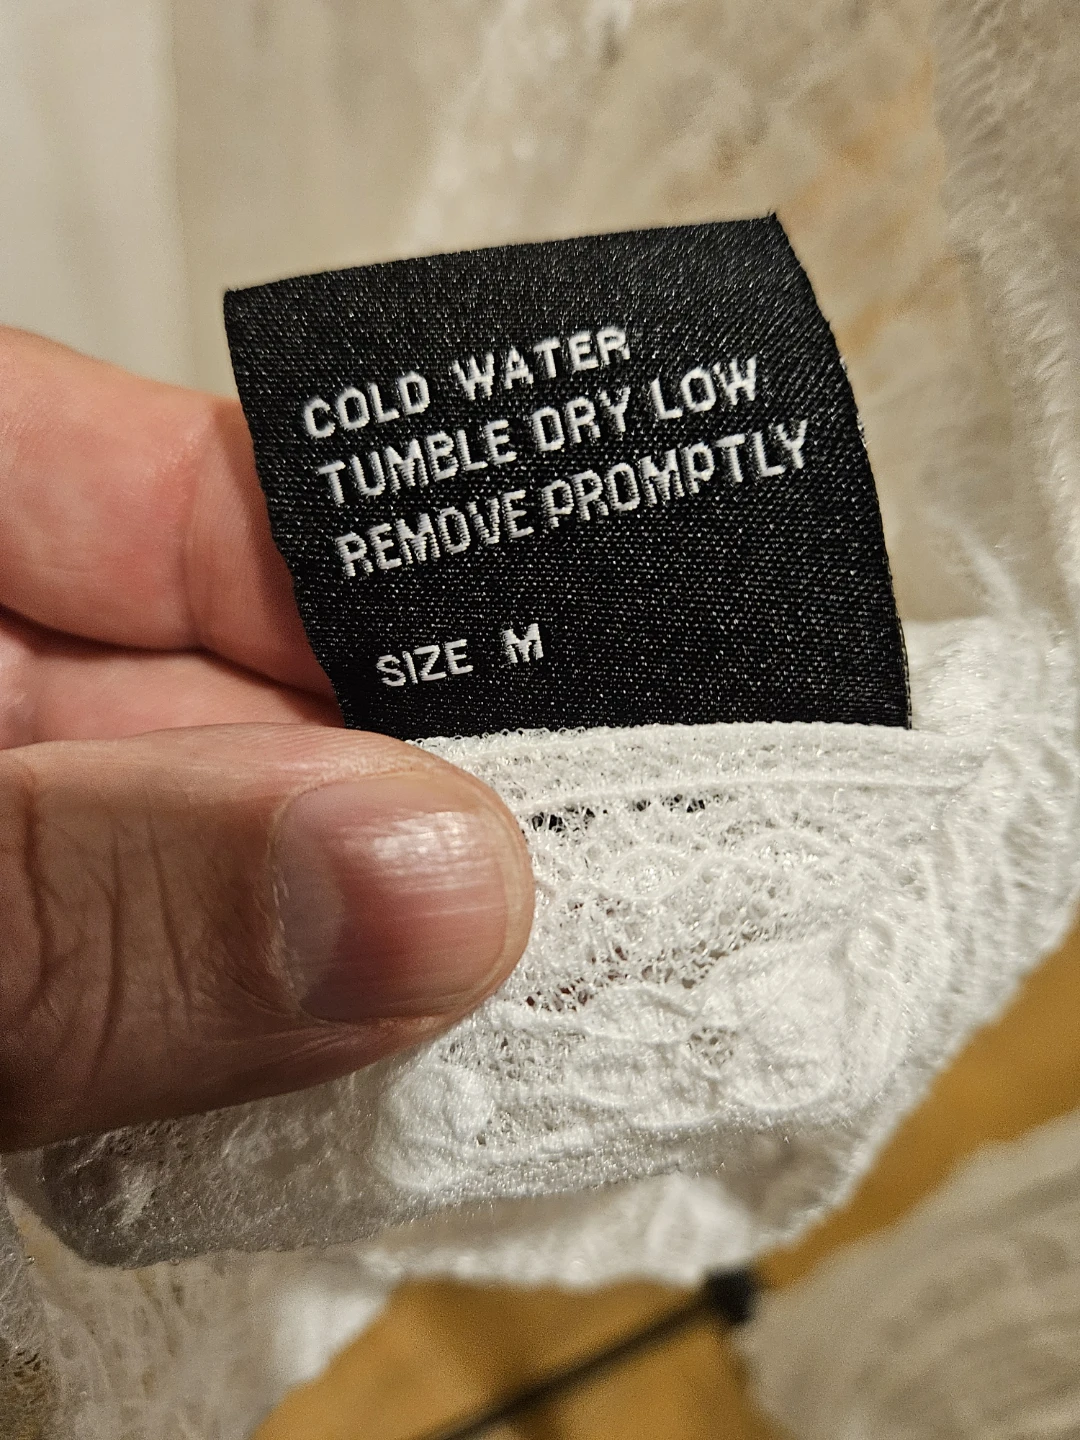 COLD WATER
TUMBLE DRY LOW
REMOVE PROMPTLY
SIZE M